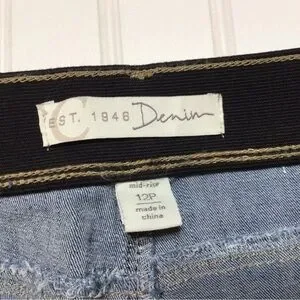 C
EST. 1946 Denim
mid-rise
12P
made in
china